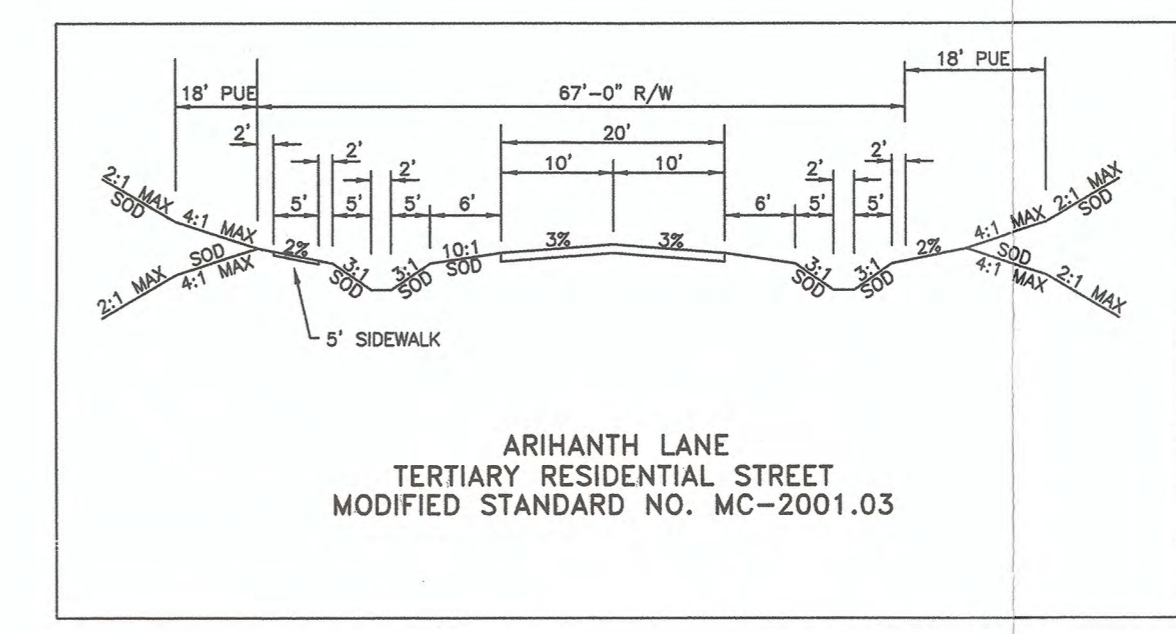 18' PUE
67'-0" R/W
18' PUE
2'
20'
2'
2'
2'
10'
10'
2'
2'
5'
5'
5'
6'
6'
5'
5'
2:1 MAX
SOD
4:1 MAX
SOD
4:1 MAX
2:1 MAX
2%
3:1
SOD
3:1
SOD
10:1
SOD
3%
3%
3:1
SOD
3:1
SOD
2%
4:1 MAX
SOD
4:1 MAX
2:1 MAX
SOD
2:1 MAX
5' SIDEWALK
ARIHANTH LANE
TERTIARY RESIDENTIAL STREET
MODIFIED STANDARD NO. MC-2001.03